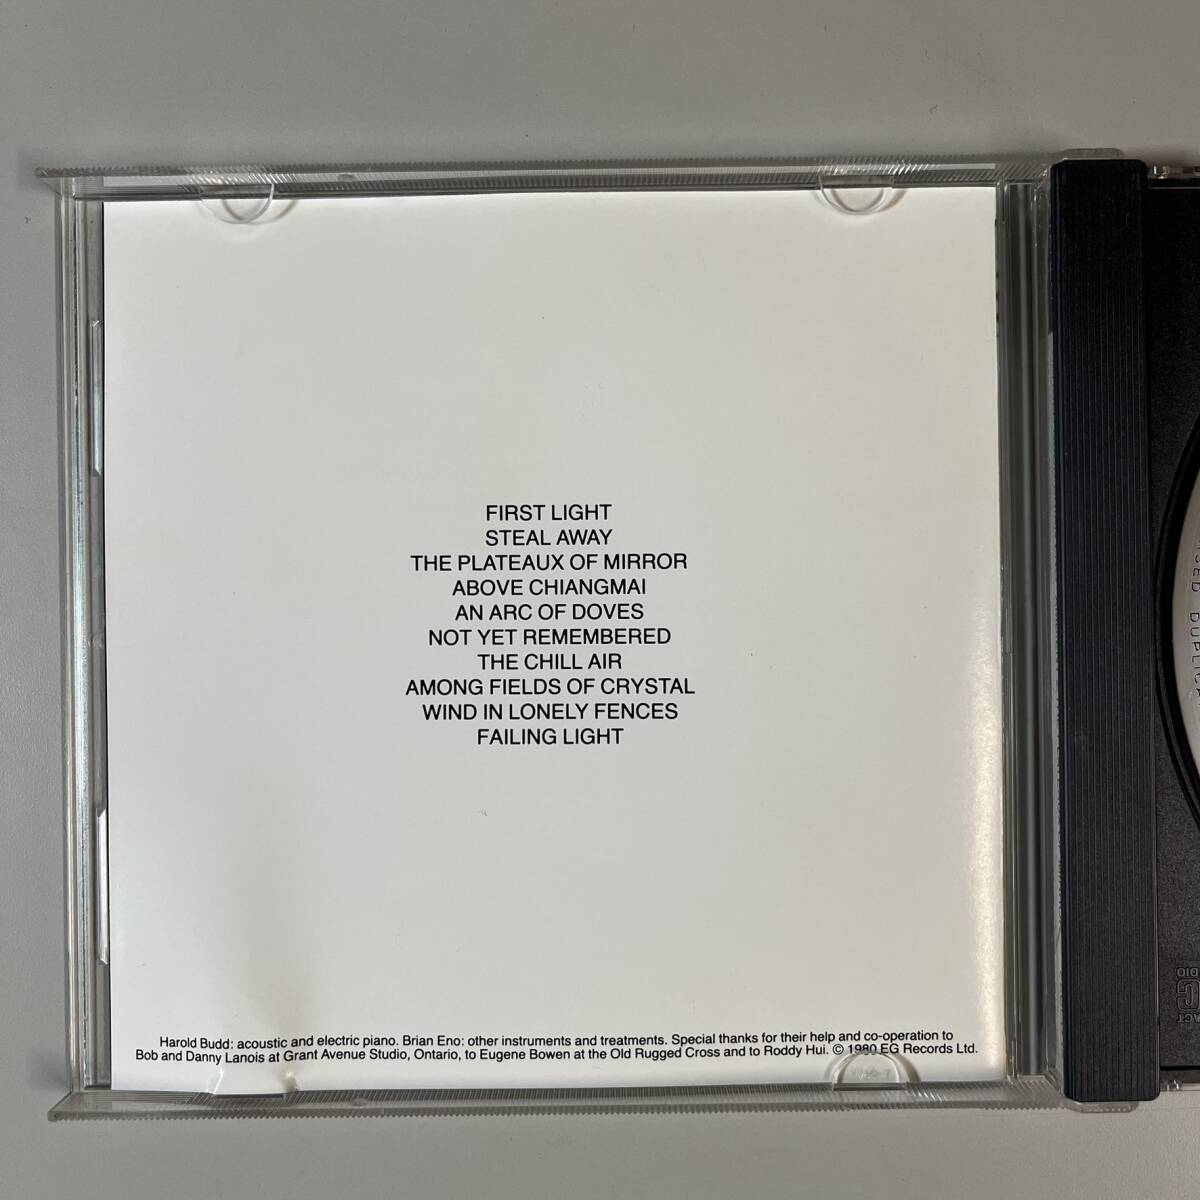 FIRST LIGHT
STEAL AWAY
THE PLATEAUX OF MIRROR
ABOVE CHIANGMAI
AN ARC OF DOVES
NOT YET REMEMBERED
THE CHILL AIR
AMONG FIELDS OF CRYSTAL
WIND IN LONELY FENCES
FAILING LIGHT
Harold Budd: acoustic and electric piano. Brian Eno: other instruments and treatments. Special thanks for their help and co-operation to
Bob and Danny Lanois at Grant Avenue Studio, Ontario, to Eugene Bowen at the Old Rugged Cross and to Roddy Hui. © 1980 EG Records Ltd.